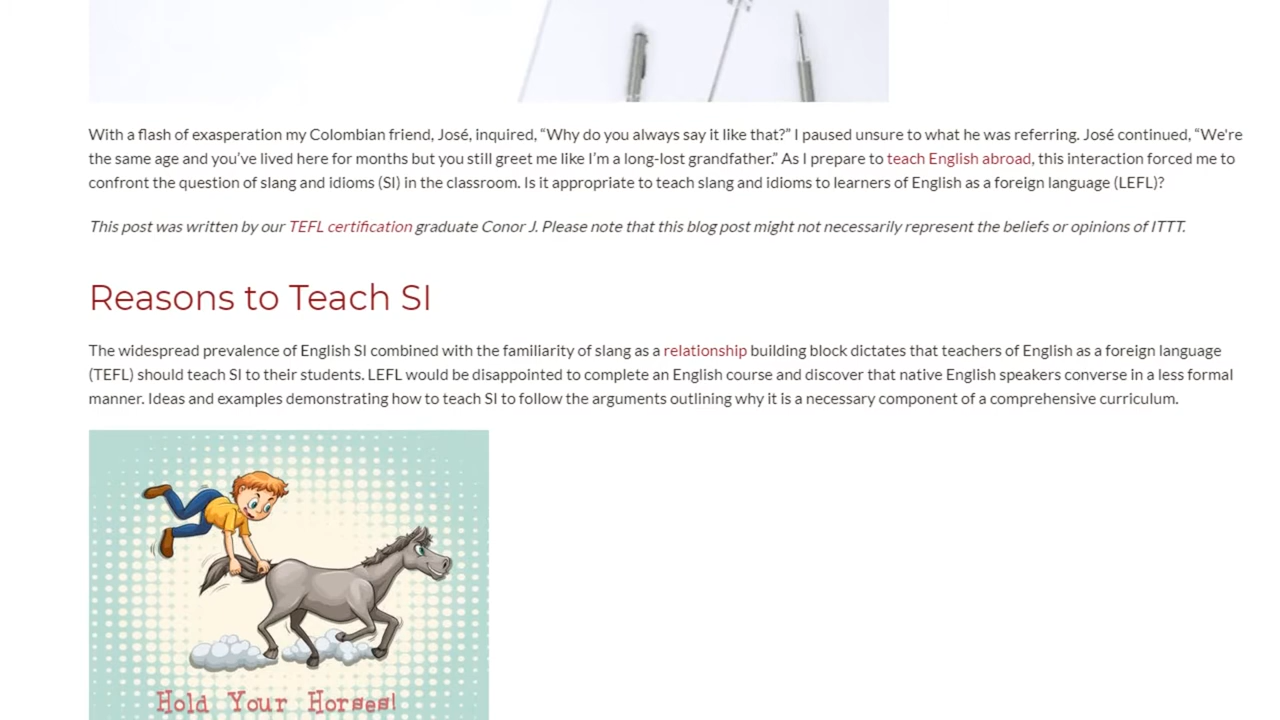 With a flash of exasperation my Colombian friend, José, inquired, “Why do you always say it like that?” I paused unsure to what he was referring. José continued, “We're
the same age and you’ve lived here for months but you still greet me like I’m a long-lost grandfather.” As I prepare to teach English abroad, this interaction forced me to
confront the question of slang and idioms (SI) in the classroom. Is it appropriate to teach slang and idioms to learners of English as a foreign language (LEFL)?
This post was written by our TEFL certification graduate Conor J. Please note that this blog post might not necessarily represent the beliefs or opinions of ITTT.
Reasons to Teach SI
The widespread prevalence of English SI combined with the familiarity of slang as a relationship building block dictates that teachers of English as a foreign language
(TEFL) should teach SI to their students. LEFL would be disappointed to complete an English course and discover that native English speakers converse in a less formal
manner. Ideas and examples demonstrating how to teach SI to follow the arguments outlining why it is a necessary component of a comprehensive curriculum.
Hold Your Horses!